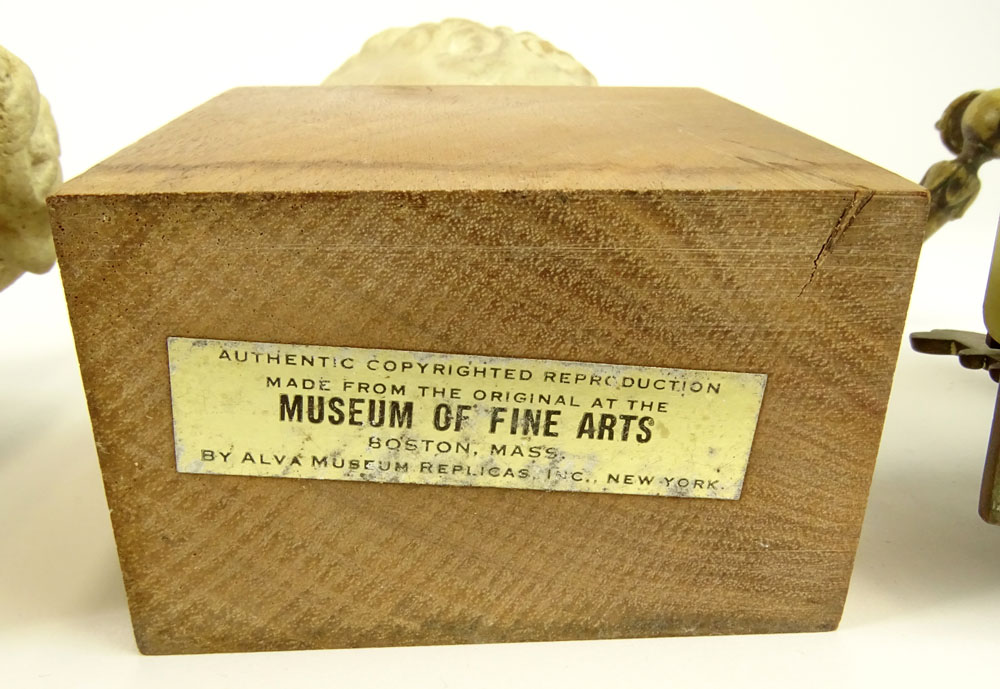 AUTHENTIC COPYRIGHTED REPRODUCTION
MADE FROM THE ORIGINAL AT THE
MUSEUM OF FINE ARTS
BOSTON, MASS.
BY ALVA MUSEUM REPLICAS, INC., NEW YORK.